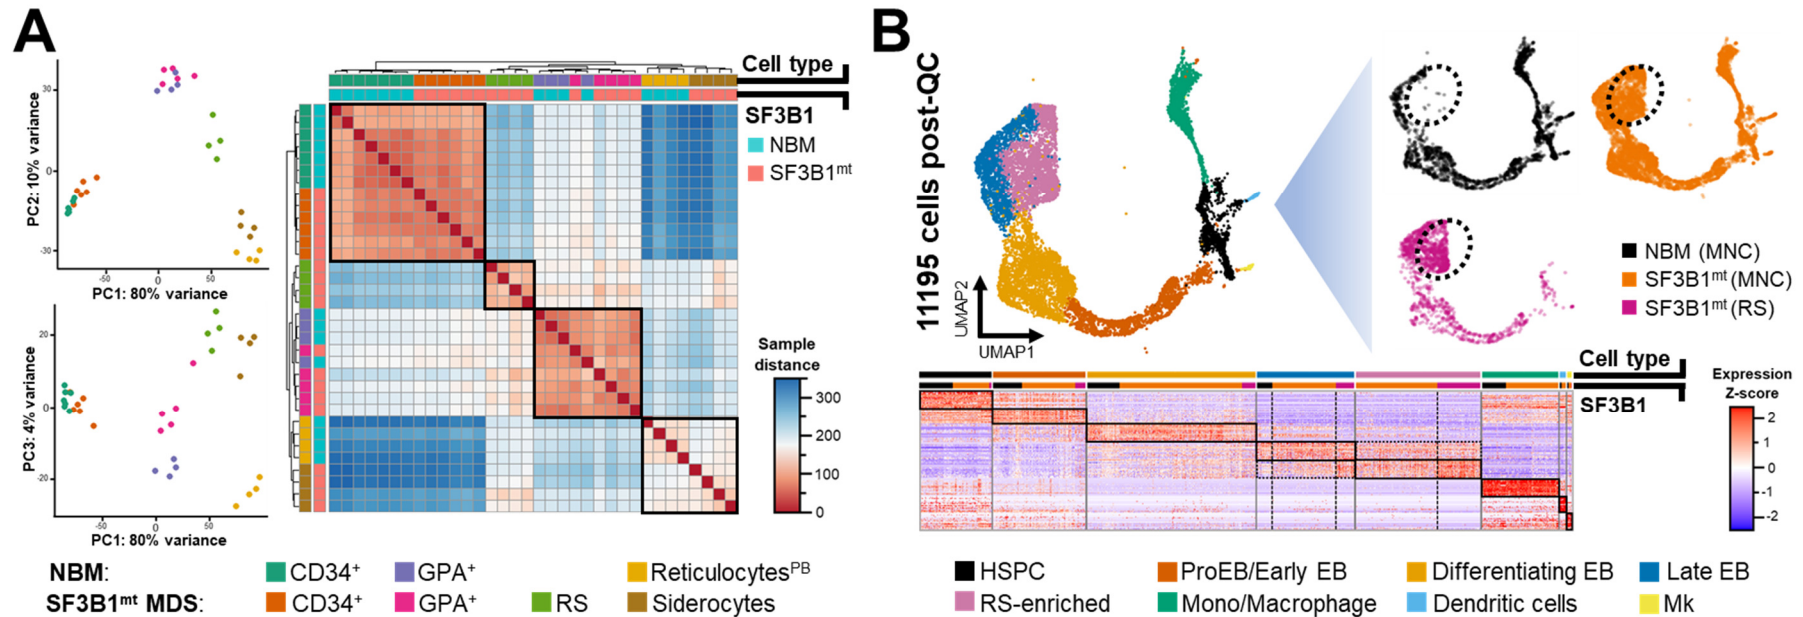 A
PC2: 10% variance
30
0
-30
-50
0
50
PC1: 80% variance
PC3: 4% variance
20
0
-20
-50
0
50
PC1: 80% variance
Cell type
SF3B1
NBM
SF3B1mt
Sample
distance
300
200
100
0
NBM:
CD34+
GPA+
ReticulocytesPB
SF3B1mt MDS:
CD34+
GPA+
RS
Siderocytes
B
11195 cells post-QC
UMAP2
UMAP1
NBM (MNC)
SF3B1mt (MNC)
SF3B1mt (RS)
Cell type
SF3B1
Expression
Z-score
2
1
0
-1
-2
HSPC
ProEB/Early EB
Differentiating EB
Late EB
RS-enriched
Mono/Macrophage
Dendritic cells
Mk